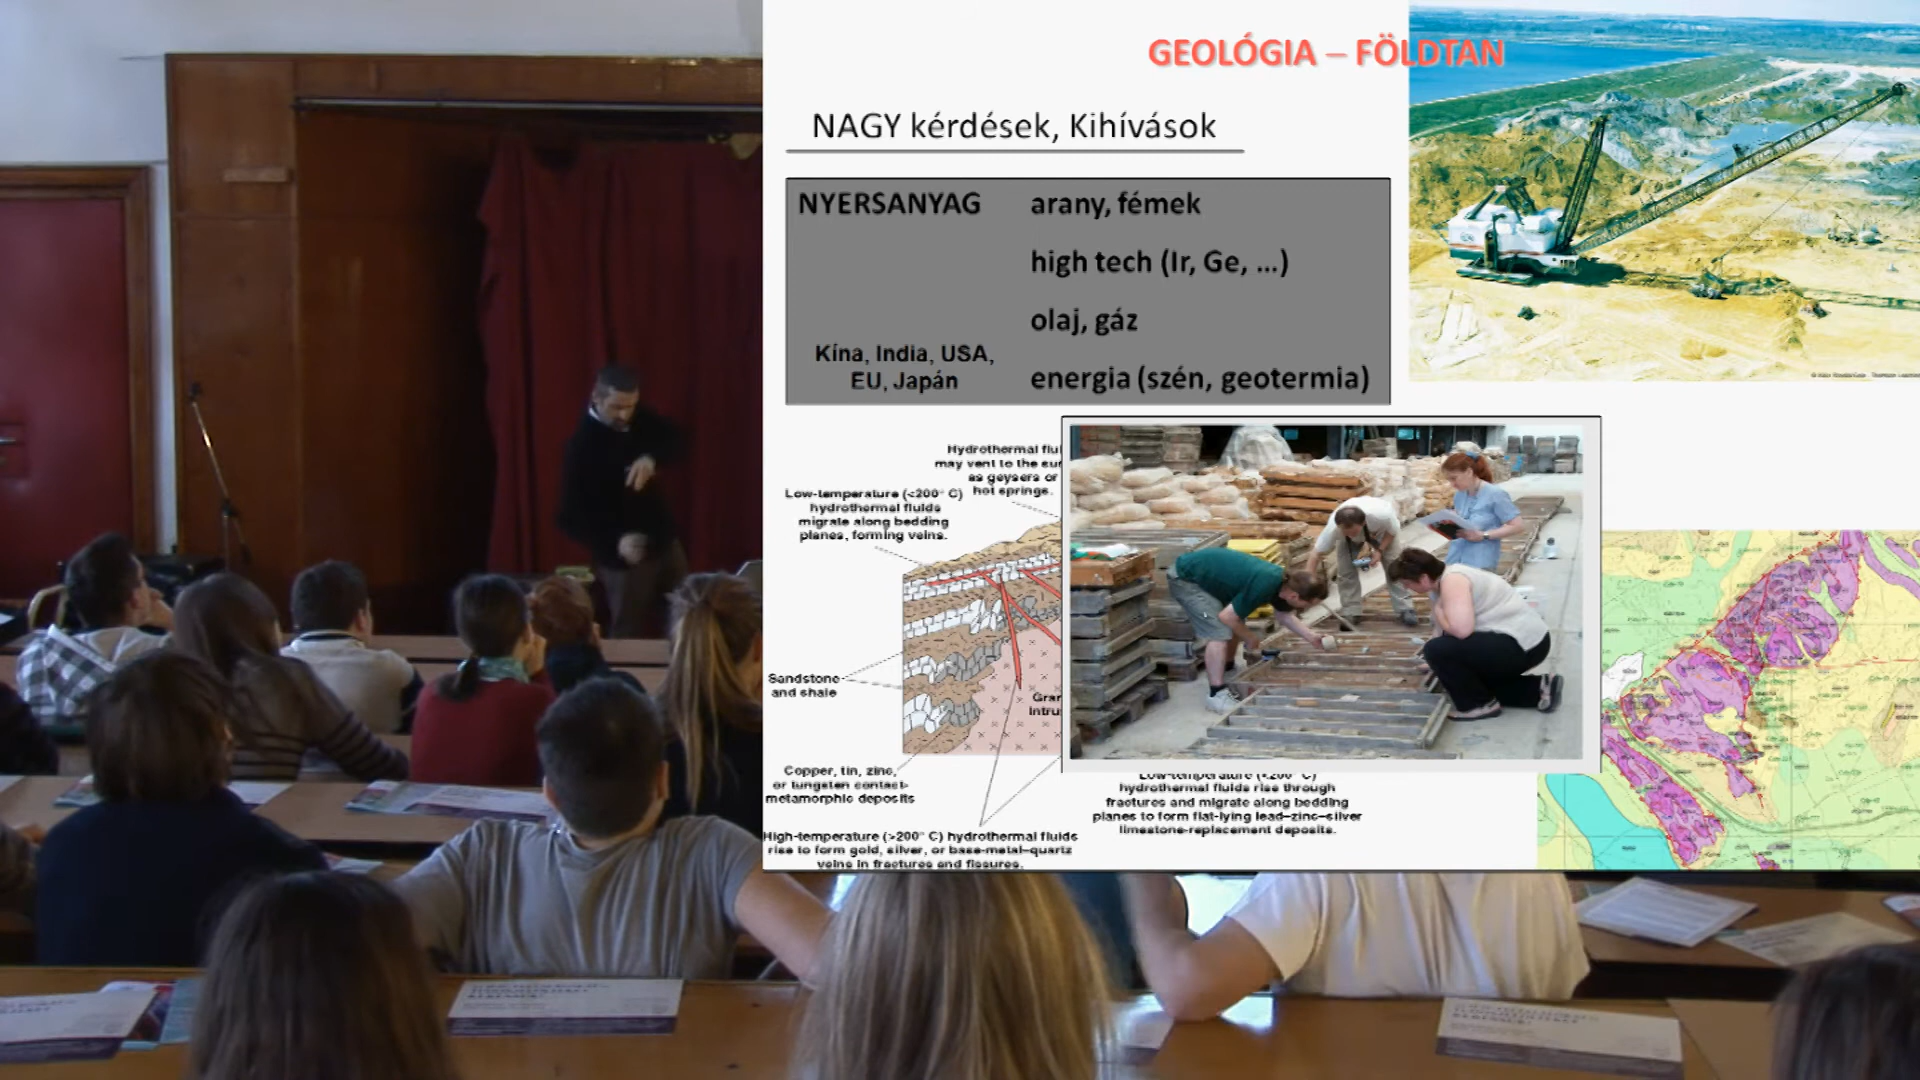 GEOLÓGIA – FÖLDTAN
NAGY kérdések, Kihívások
NYERSANYAG
arany, fémek
high tech (Ir, Ge, ...)
olaj, gáz
Kína, India, USA,
EU, Japán
energia (szén, geotermia)
Hydrothermal
may vent to the
as geysers or
hot springs.
Low-temperature (<200° C)
hydrothermal fluids
migrate along bedding
planes, forming veins.
Sandstone
and shale
Copper, tin, zinc,
or tungsten contact-
metamorphic deposits
High-temperature (>200° C) hydrothermal fluids
rise to form gold, silver, or base-metal–quartz
veins in fractures and fissures.
Low-temperature (<200° C)
hydrothermal fluids rise through
fractures and migrate along bedding
planes to form flat-lying lead–zinc–silver
limestone-replacement deposits.